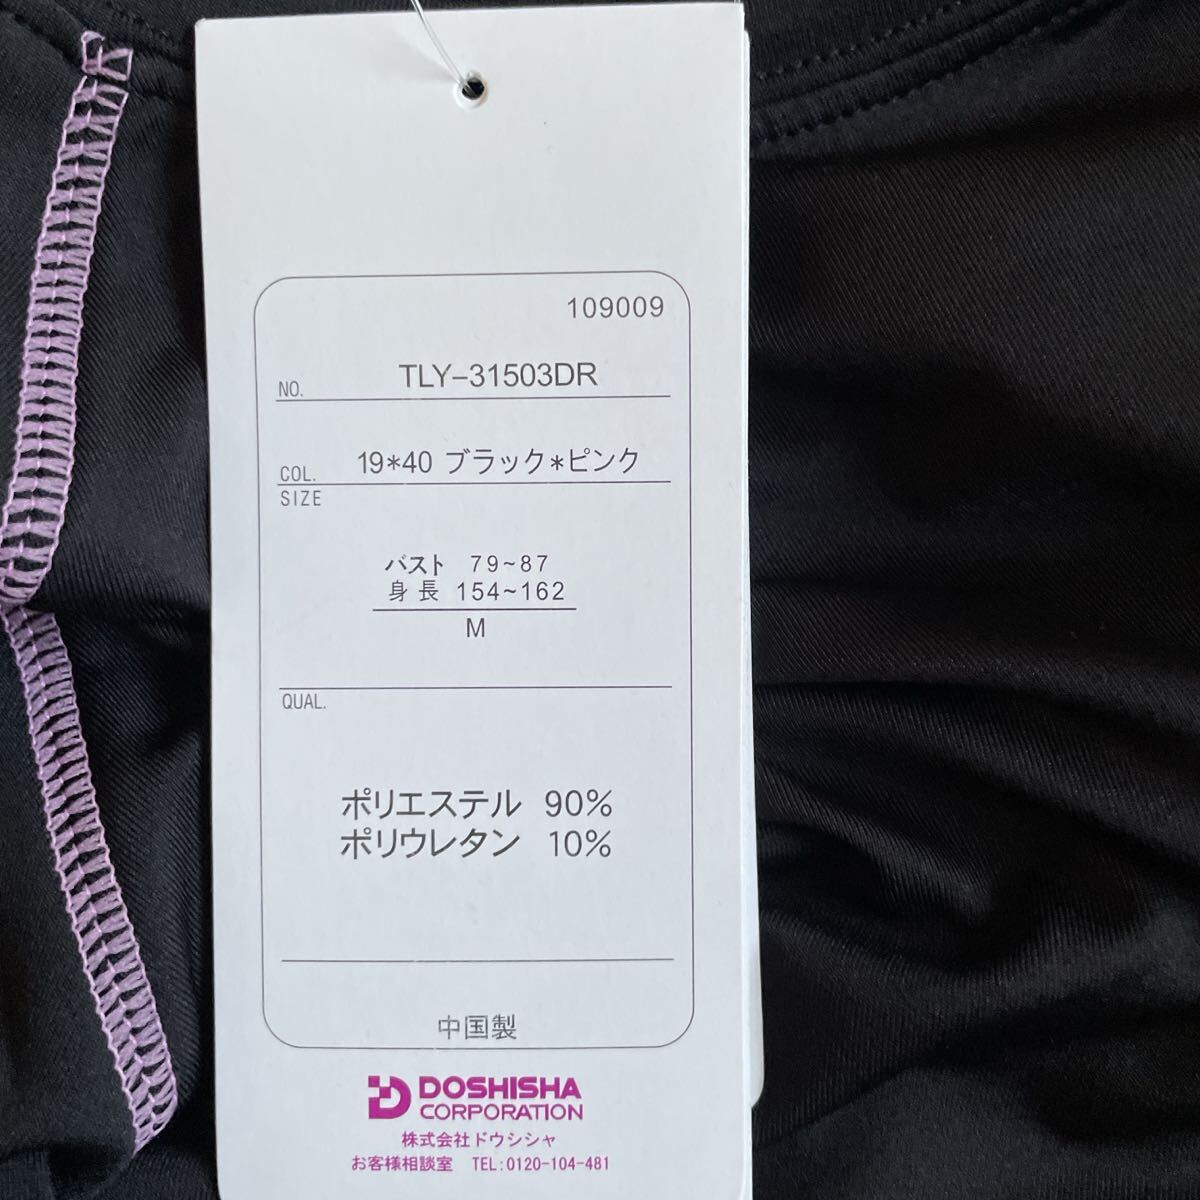 109009
NO. TLY-31503DR
COL. 19*40 ブラック*ピンク
SIZE
バスト 79~87
身長 154~162
M
QUAL.
ポリエステル 90%
ポリウレタン 10%
中国製
DOSHISHA
CORPORATION
株式会社ドウシシャ
お客様相談室 TEL:0120-104-481